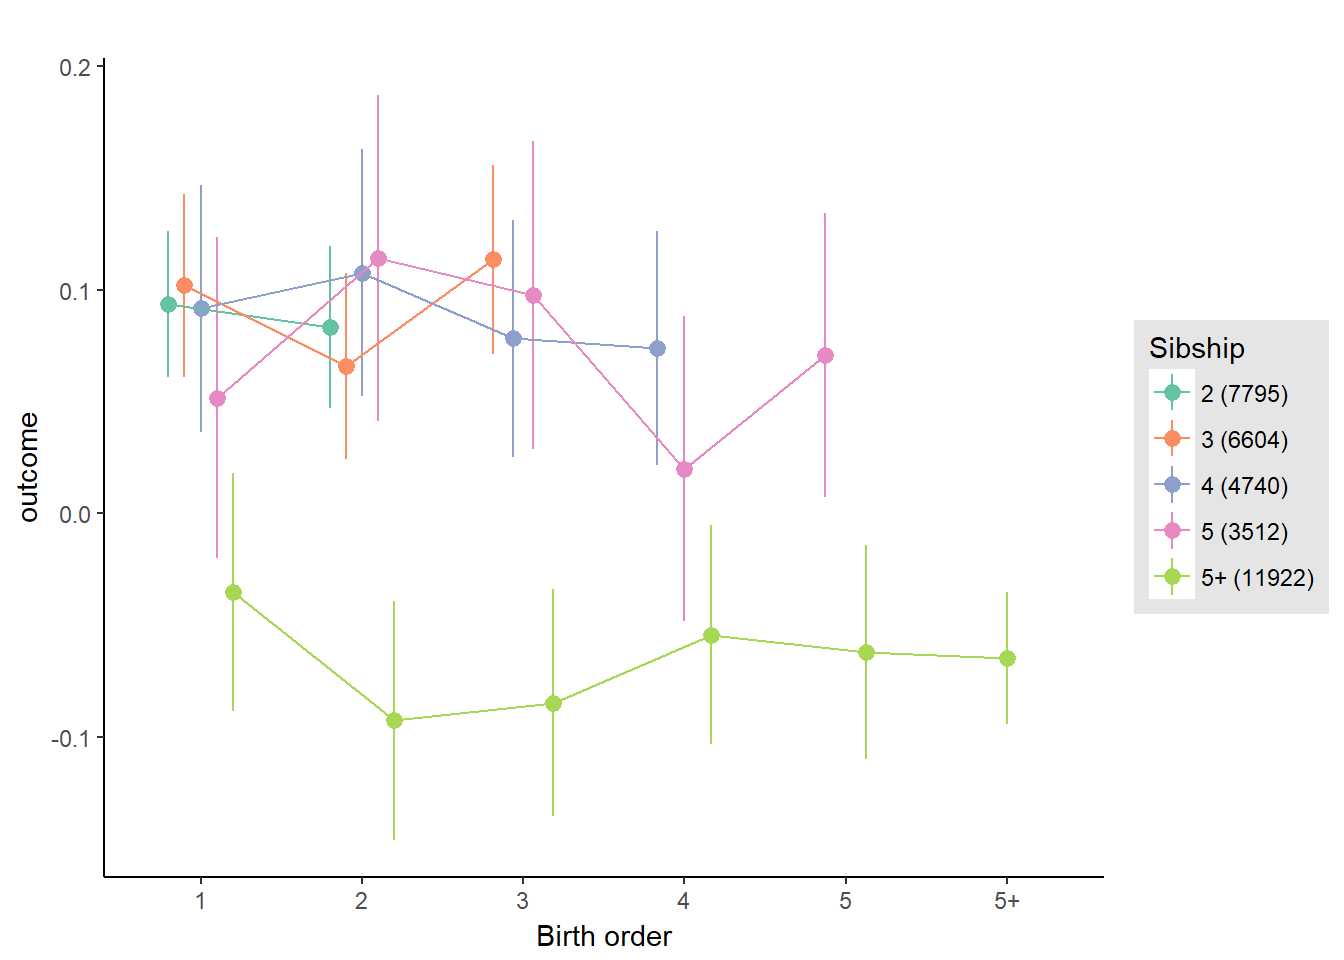 0.2
0.1
0.0
-0.1
outcome
1 2 3 4 5 5+
Birth order
Sibship
2 (7795)
3 (6604)
4 (4740)
5 (3512)
5+ (11922)